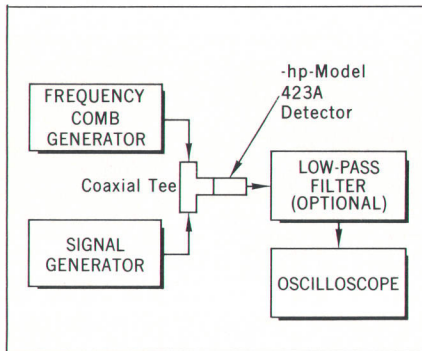 FREQUENCY
COMB
GENERATOR
-hp-Model
423A
Detector
Coaxial Tee
LOW-PASS
FILTER
(OPTIONAL)
SIGNAL
GENERATOR
OSCILLOSCOPE